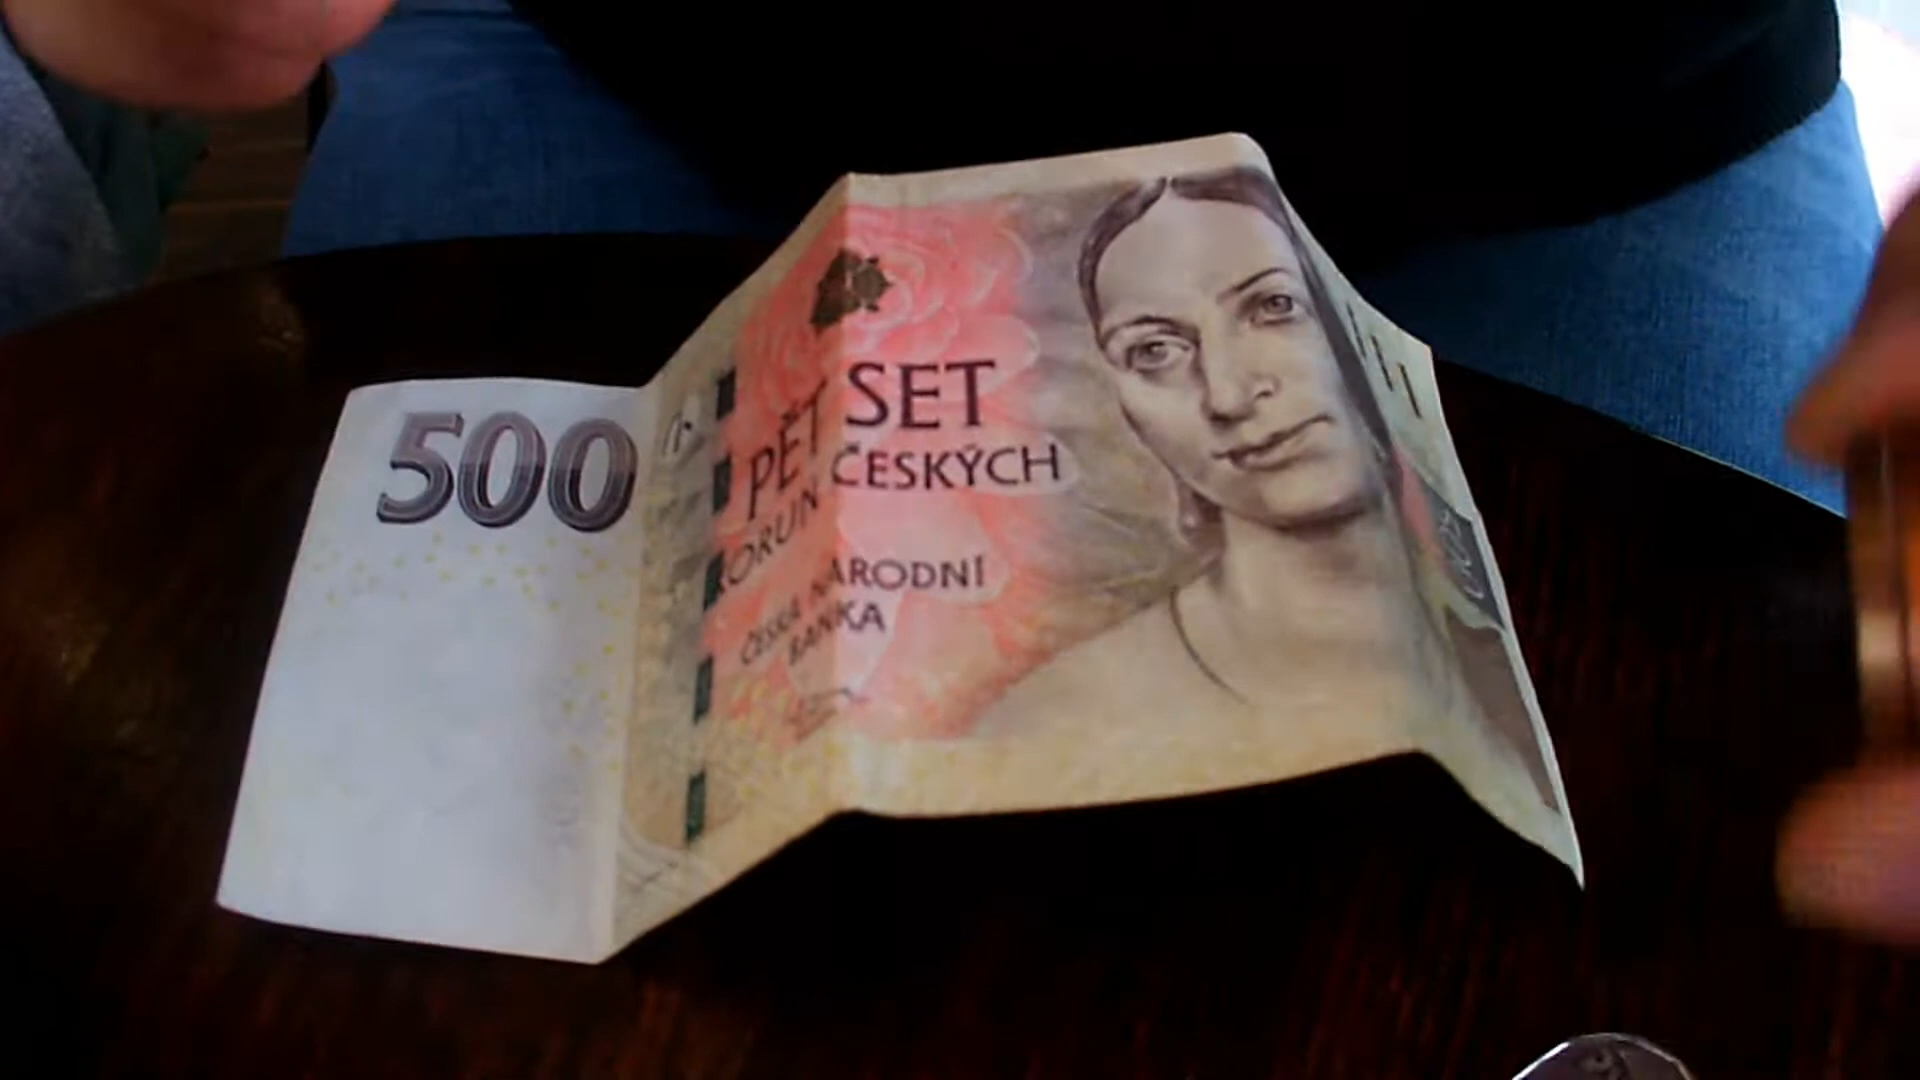 500
PĚT SET
KORUN ČESKÝCH
ČESKÁ NÁRODNÍ
BANKA